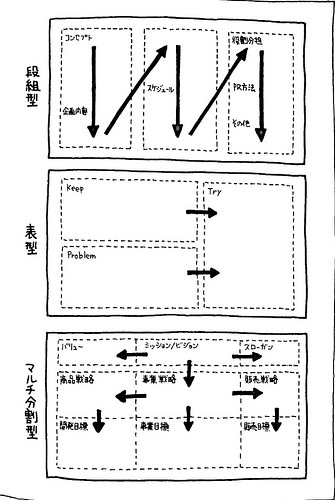 段組型
コンセプト
企画内容
スケジュール
役割分担
PR方法
その他
表型
Keep
Problem
Try
マルチ分割型
バリュー
ミッション/ビジョン
スローガン
商品戦略
事業戦略
販売戦略
開発目標
事業目標
販売目標